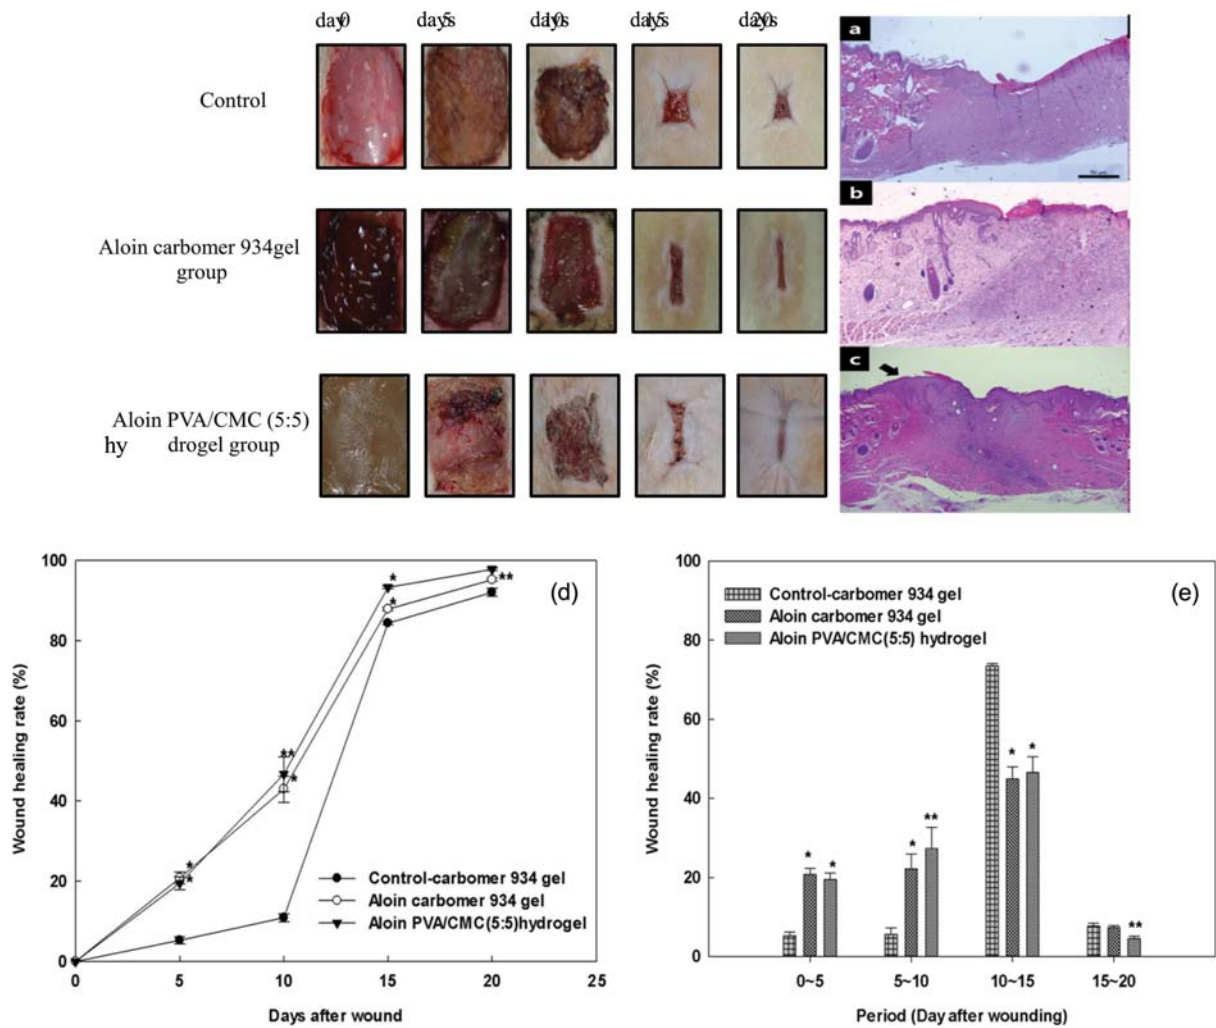 day0 days5 days10 days15 days20
Control
Aloin carbomer 934gel
group
Aloin PVA/CMC (5:5)
hy drogel group
a
b
c
(d)
100
80
60
40
20
0
Wound healing rate (%)
* * ** * * * **
Control-carbomer 934 gel
Aloin carbomer 934 gel
Aloin PVA/CMC(5:5)hydrogel
0 5 10 15 20 25
Days after wound
(e)
100
80
60
40
20
0
Wound healing rate (%)
Control-carbomer 934 gel
Aloin carbomer 934 gel
Aloin PVA/CMC(5:5) hydrogel
* * * ** * * **
0~5 5~10 10~15 15~20
Period (Day after wounding)